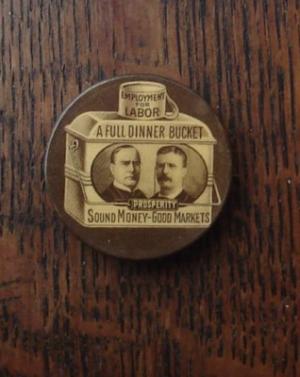 EMPLOYMENT
FOR
LABOR
A FULL DINNER BUCKET
PROSPERITY
SOUND MONEY-GOOD MARKETS